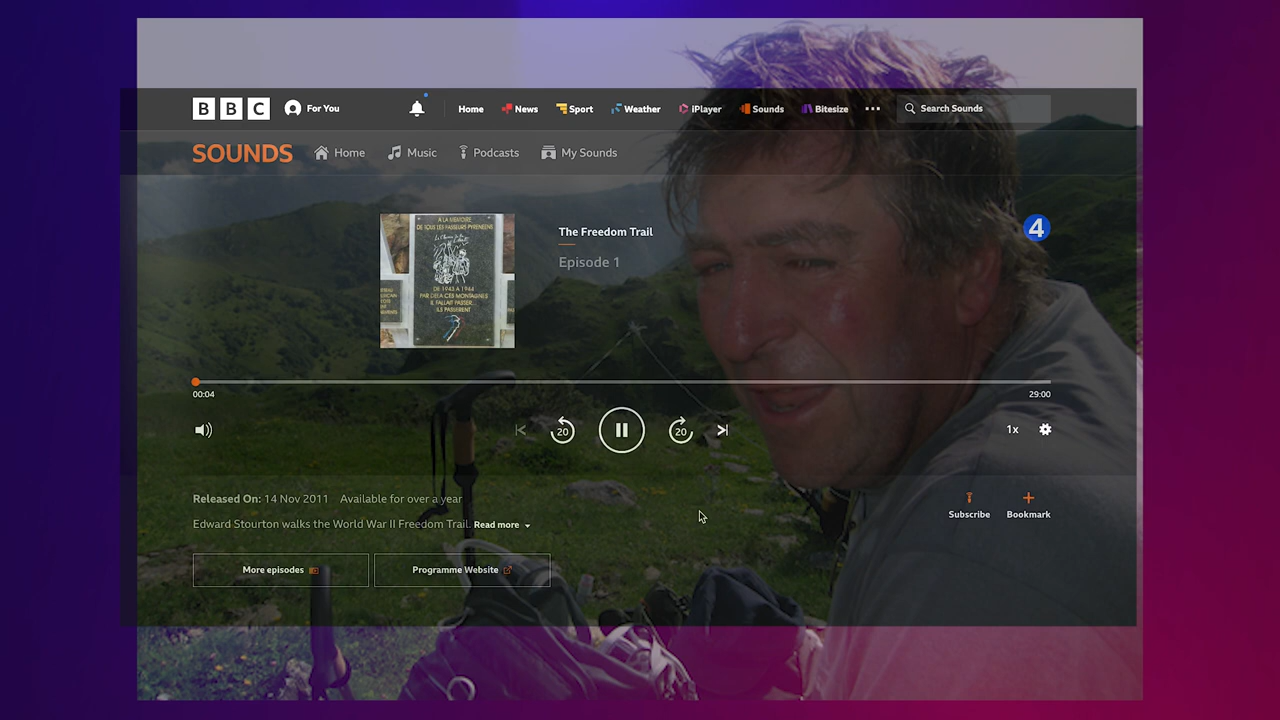 BBC
For You
Home
News
Sport
Weather
iPlayer
Sounds
Bitesize
Search Sounds
SOUNDS
Home
Music
Podcasts
My Sounds
A LA MEMOIRE
DE TOUS LES PASSEURS PYRENEENS
DE 1943 A 1944
PAR DELA CES MONTAGNES
IL FALLAIT PASSER...
ILS PASSERENT
The Freedom Trail
Episode 1
4
00:04
29:00
20
20
1x
Released On: 14 Nov 2011 Available for over a year
Edward Stourton walks the World War II Freedom Trail. Read more
Subscribe
Bookmark
More episodes
Programme Website